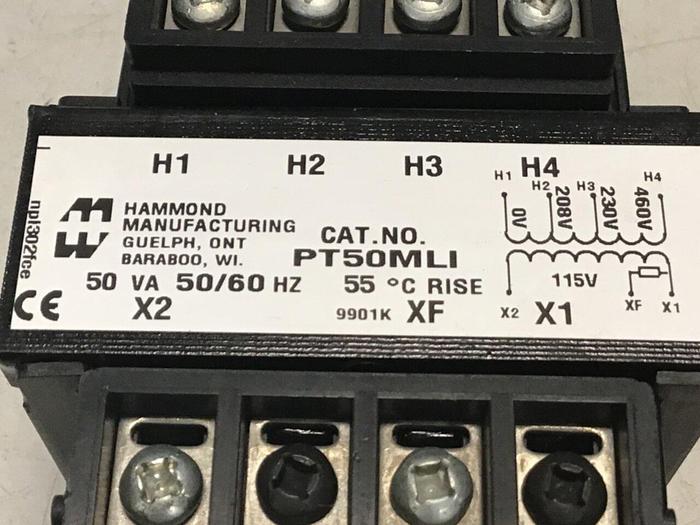 H1 H2 H3 H4
HAMMOND
MANUFACTURING
GUELPH, ONT
BARABOO, WI.
CAT.NO.
PT50MLI
50 VA 50/60 HZ 55 °C RISE
X2 9901K XF X1
npl302fce
CE
H1 H2 H3 H4
0V 208V 230V 460V
115V
X2 XF X1